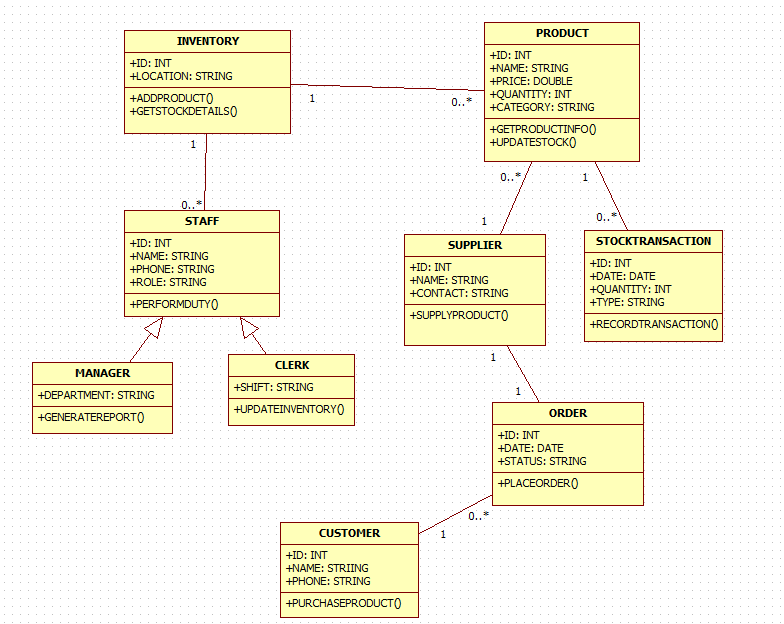 INVENTORY
+ID: INT
+LOCATION: STRING
+ADDPRODUCT()
+GETSTOCKDETAILS()
PRODUCT
+ID: INT
+NAME: STRING
+PRICE: DOUBLE
+QUANTITY: INT
+CATEGORY: STRING
+GETPRODUCTINFO()
+UPDATESTOCK()
1
0..*
1
0..*
0..*
1
1
0..*
STAFF
+ID: INT
+NAME: STRING
+PHONE: STRING
+ROLE: STRING
+PERFORMDUTY()
SUPPLIER
+ID: INT
+NAME: STRING
+CONTACT: STRING
+SUPPLYPRODUCT()
STOCKTRANSACTION
+ID: INT
+DATE: DATE
+QUANTITY: INT
+TYPE: STRING
+RECORDTRANSACTION()
MANAGER
+DEPARTMENT: STRING
+GENERATEREPORT()
CLERK
+SHIFT: STRING
+UPDATEINVENTORY()
1
1
ORDER
+ID: INT
+DATE: DATE
+STATUS: STRING
+PLACEORDER()
0..*
1
CUSTOMER
+ID: INT
+NAME: STRIING
+PHONE: STRING
+PURCHASEPRODUCT()